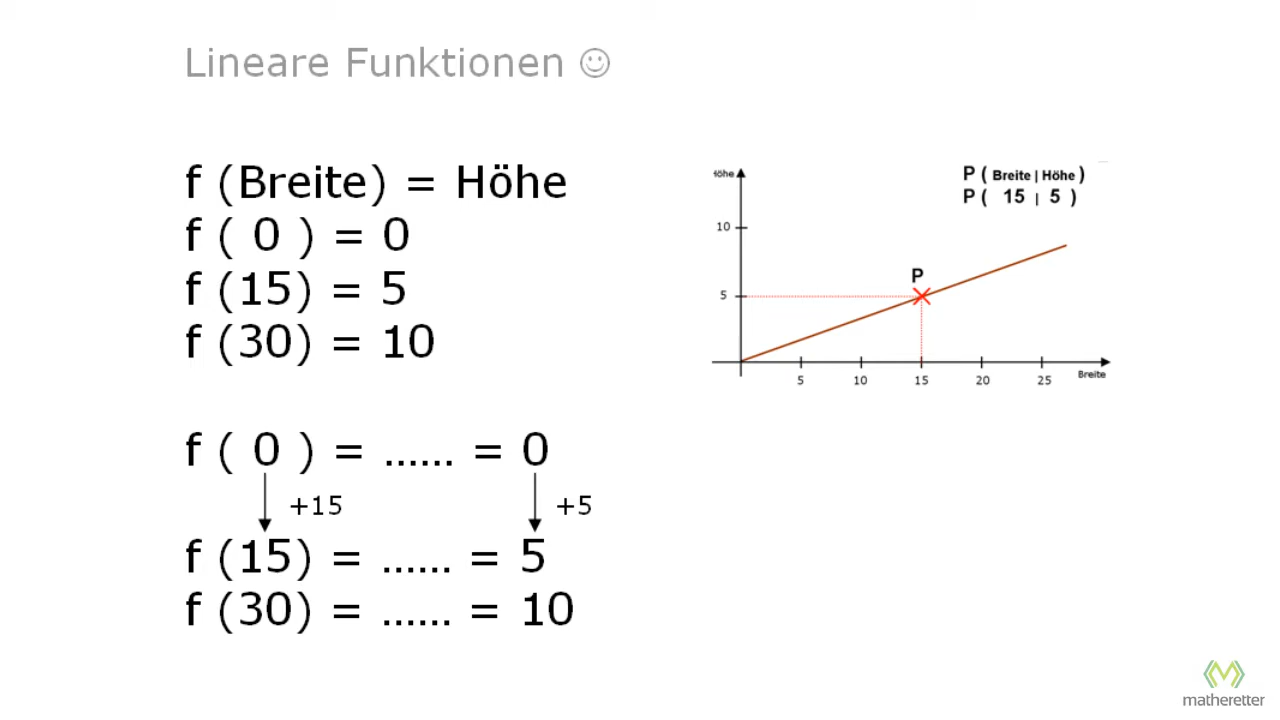 Lineare Funktionen ☺
f (Breite) = Höhe
f ( 0 ) = 0
f (15) = 5
f (30) = 10
f ( 0 ) = ...... = 0
+15 +5
f (15) = ...... = 5
f (30) = ...... = 10
P ( Breite | Höhe )
P ( 15 | 5 )
Höhe
10
P
5
5 10 15 20 25 Breite
matheretter